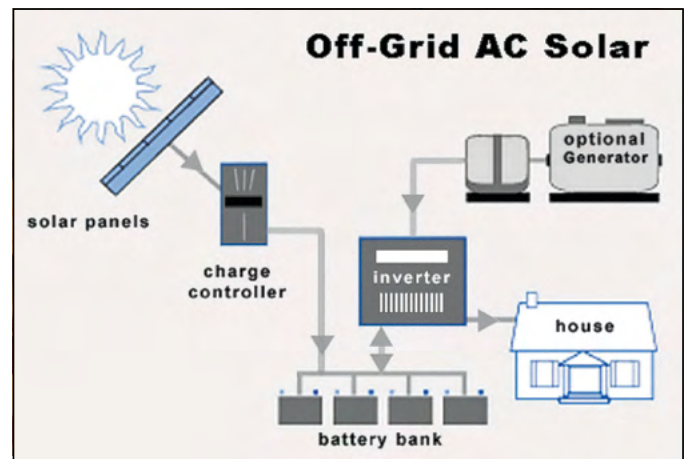 Off-Grid AC Solar
optional
Generator
solar panels
charge
controller
inverter
house
battery bank